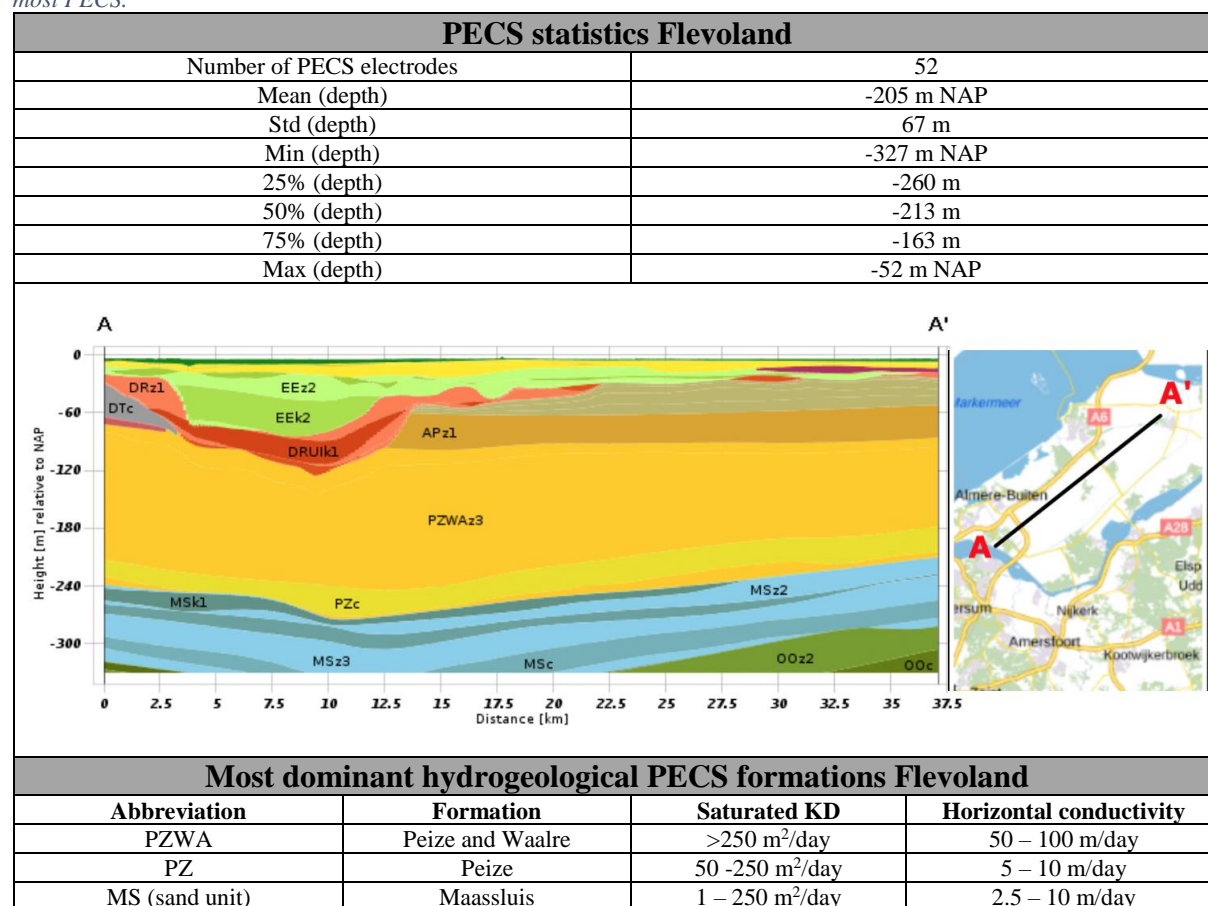 most PECS.
PECS statistics Flevoland
Number of PECS electrodes 52
Mean (depth) -205 m NAP
Std (depth) 67 m
Min (depth) -327 m NAP
25% (depth) -260 m
50% (depth) -213 m
75% (depth) -163 m
Max (depth) -52 m NAP
A A'
Height [m] relative to NAP
0
-60
-120
-180
-240
-300
DRz1
DTc
EEz2
EEk2
DRUIk1
APz1
PZWAz3
PZc
MSk1
MSz2
MSz3
MSc
OOz2
OOc
0 2.5 5 7.5 10 12.5 15 17.5 20 22.5 25 27.5 30 32.5 35 37.5
Distance [km]
Markermeer
A'
A6
Almere-Buiten
A
A28
Elsp
Udd
ersum
Nijkerk
A1
Amersfoort
Kootwijkerbroek
Most dominant hydrogeological PECS formations Flevoland
Abbreviation Formation Saturated KD Horizontal conductivity
PZWA Peize and Waalre >250 m²/day 50 – 100 m/day
PZ Peize 50 -250 m²/day 5 – 10 m/day
MS (sand unit) Maassluis 1 – 250 m²/day 2.5 – 10 m/day